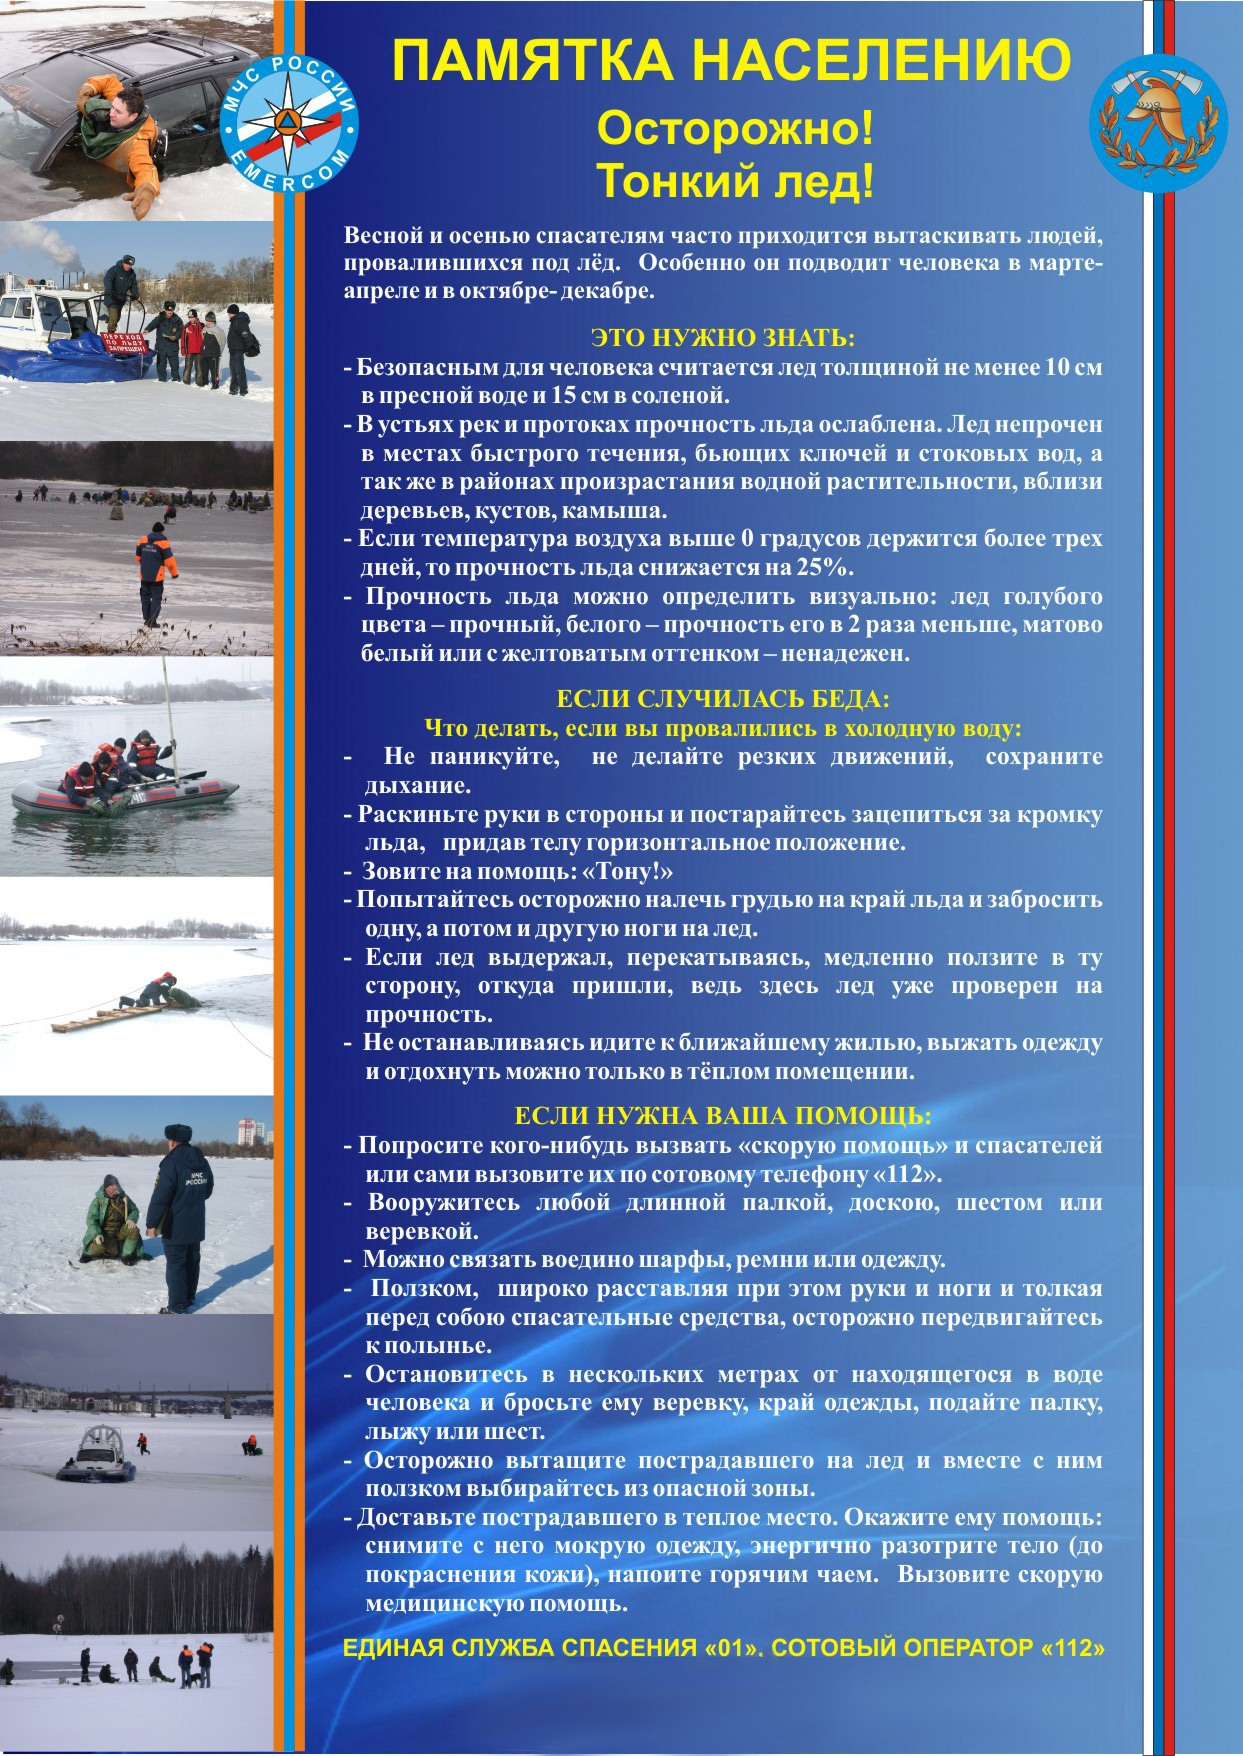 ПАМЯТКА НАСЕЛЕНИЮ
Осторожно!
Тонкий лед!
МЧС РОССИИ
EMERCOM
Весной и осенью спасателям часто приходится вытаскивать людей,
провалившихся под лёд. Особенно он подводит человека в марте-
апреле и в октябре- декабре.
ЭТО НУЖНО ЗНАТЬ:
- Безопасным для человека считается лед толщиной не менее 10 см
в пресной воде и 15 см в соленой.
- В устьях рек и протоках прочность льда ослаблена. Лед непрочен
в местах быстрого течения, бьющих ключей и стоковых вод, а
так же в районах произрастания водной растительности, вблизи
деревьев, кустов, камыша.
- Если температура воздуха выше 0 градусов держится более трех
дней, то прочность льда снижается на 25%.
- Прочность льда можно определить визуально: лед голубого
цвета – прочный, белого – прочность его в 2 раза меньше, матово
белый или с желтоватым оттенком – ненадежен.
ЕСЛИ СЛУЧИЛАСЬ БЕДА:
Что делать, если вы провалились в холодную воду:
- Не паникуйте, не делайте резких движений, сохраните
дыхание.
- Раскиньте руки в стороны и постарайтесь зацепиться за кромку
льда, придав телу горизонтальное положение.
- Зовите на помощь: «Тону!»
- Попытайтесь осторожно налечь грудью на край льда и забросить
одну, а потом и другую ноги на лед.
- Если лед выдержал, перекатываясь, медленно ползите в ту
сторону, откуда пришли, ведь здесь лед уже проверен на
прочность.
- Не останавливаясь идите к ближайшему жилью, выжать одежду
и отдохнуть можно только в тёплом помещении.
ЕСЛИ НУЖНА ВАША ПОМОЩЬ:
- Попросите кого-нибудь вызвать «скорую помощь» и спасателей
или сами вызовите их по сотовому телефону «112».
- Вооружитесь любой длинной палкой, доскою, шестом или
веревкой.
- Можно связать воедино шарфы, ремни или одежду.
- Ползком, широко расставляя при этом руки и ноги и толкая
перед собою спасательные средства, осторожно передвигайтесь
к полынье.
- Остановитесь в нескольких метрах от находящегося в воде
человека и бросьте ему веревку, край одежды, подайте палку,
лыжу или шест.
- Осторожно вытащите пострадавшего на лед и вместе с ним
ползком выбирайтесь из опасной зоны.
- Доставьте пострадавшего в теплое место. Окажите ему помощь:
снимите с него мокрую одежду, энергично разотрите тело (до
покраснения кожи), напоите горячим чаем. Вызовите скорую
медицинскую помощь.
ЕДИНАЯ СЛУЖБА СПАСЕНИЯ «01». СОТОВЫЙ ОПЕРАТОР «112»
ПЕРЕХОД
ПО ЛЬДУ
ЗАПРЕЩЕН!
МЧС
РОССИИ